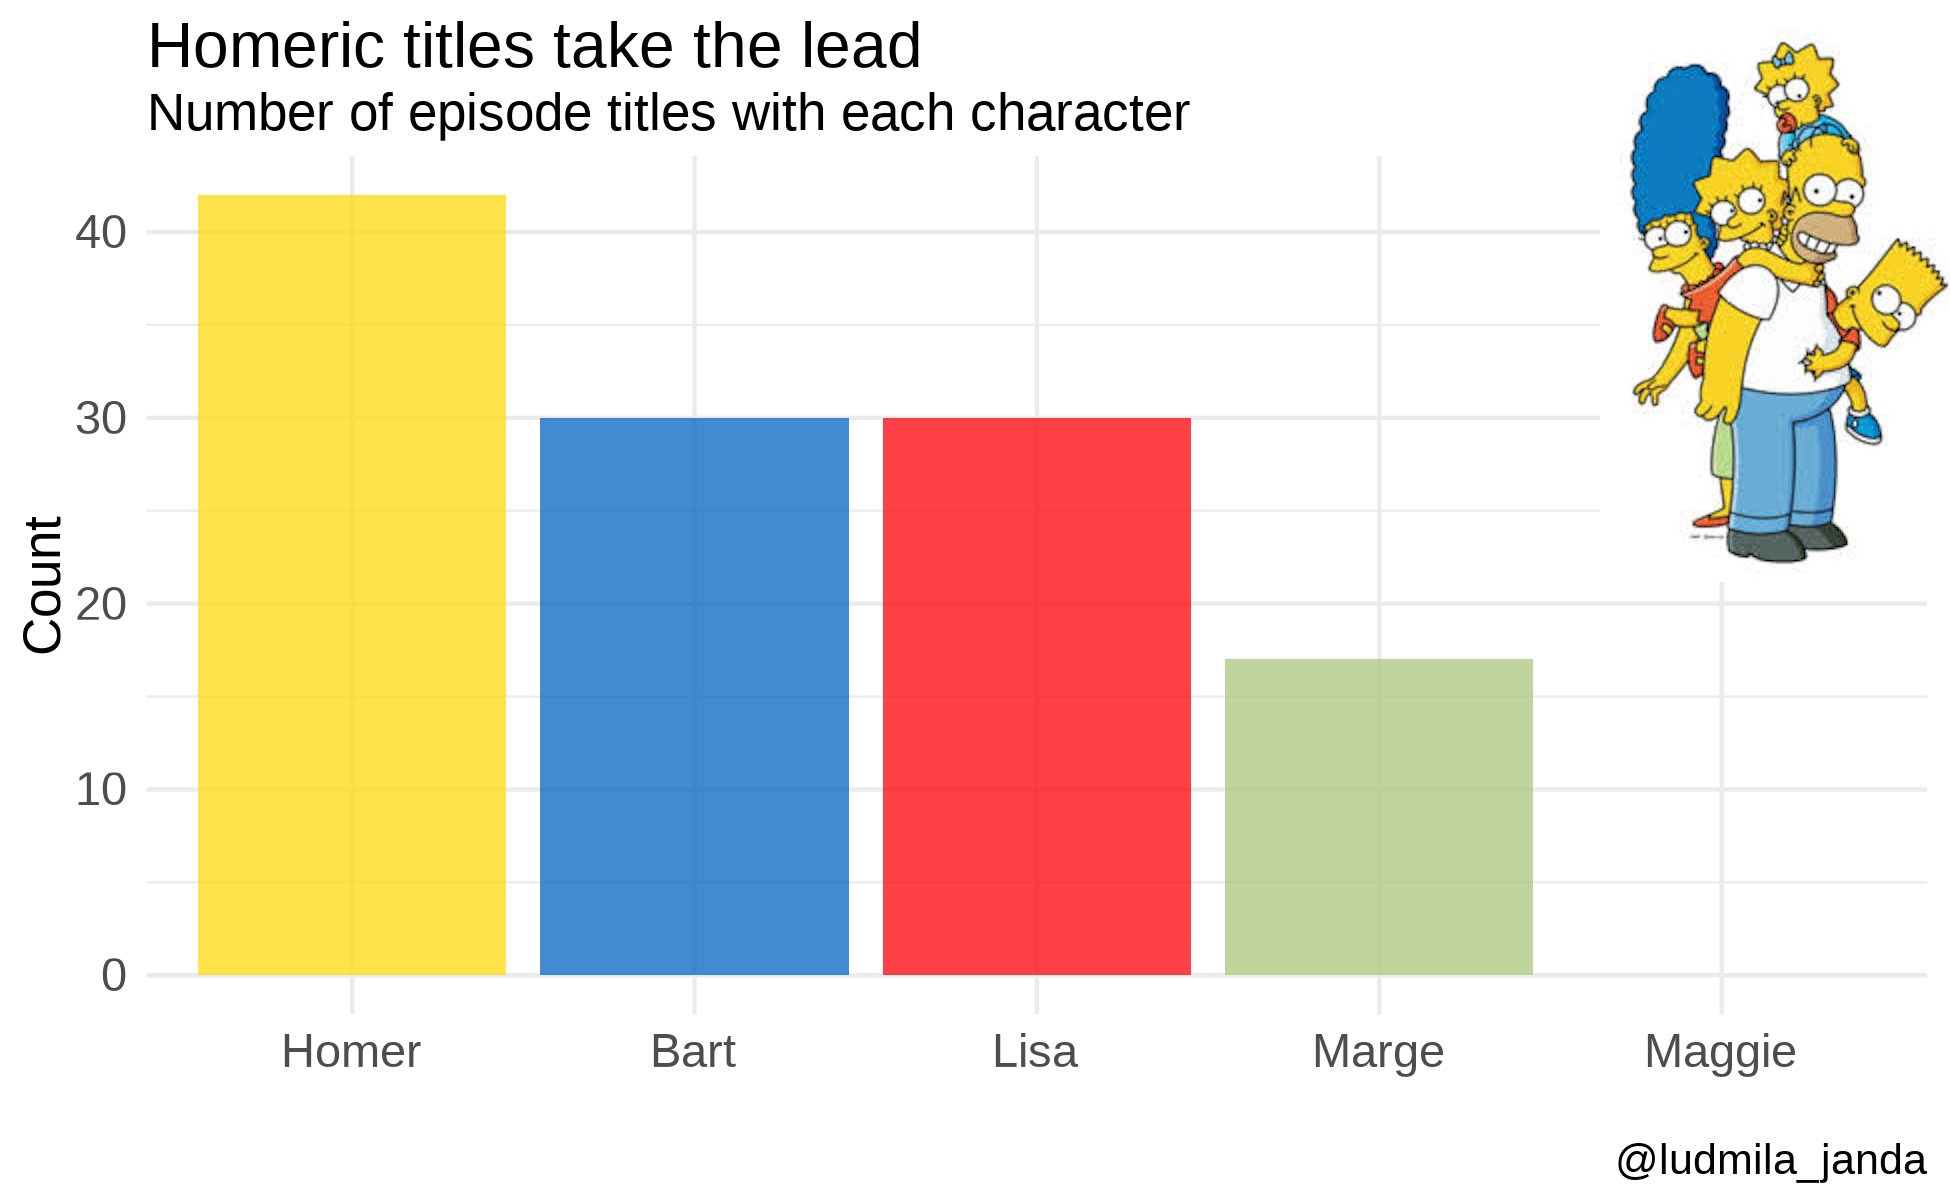 Homeric titles take the lead
Number of episode titles with each character
Count
40
30
20
10
0
Homer Bart Lisa Marge Maggie
@ludmila_janda